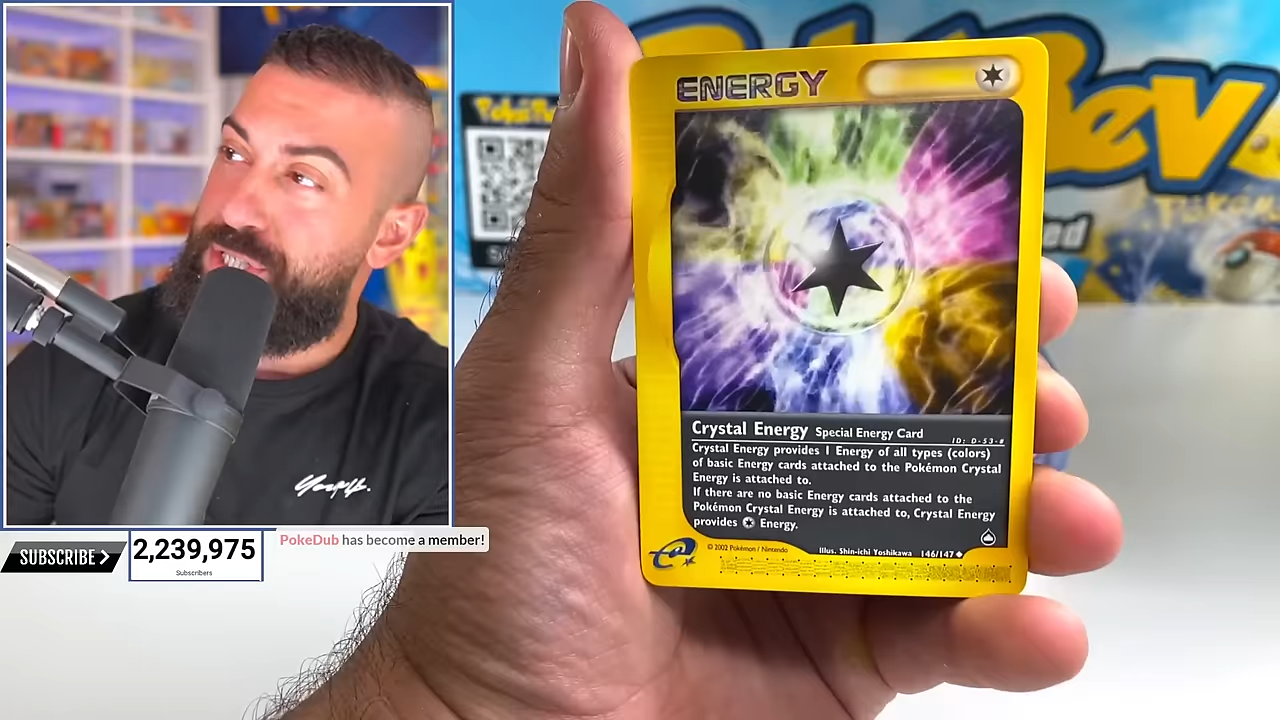 ENERGY
Crystal Energy Special Energy Card
ID: D-53-#
Crystal Energy provides 1 Energy of all types (colors)
of basic Energy cards attached to the Pokémon Crystal
Energy is attached to.
If there are no basic Energy cards attached to the
Pokémon Crystal Energy is attached to, Crystal Energy
provides Energy.
© 2002 Pokémon / Nintendo
Illus. Shin-ichi Yoshikawa 146/147
e
SUBSCRIBE
2,239,975
Subscribers
PokeDub has become a member!